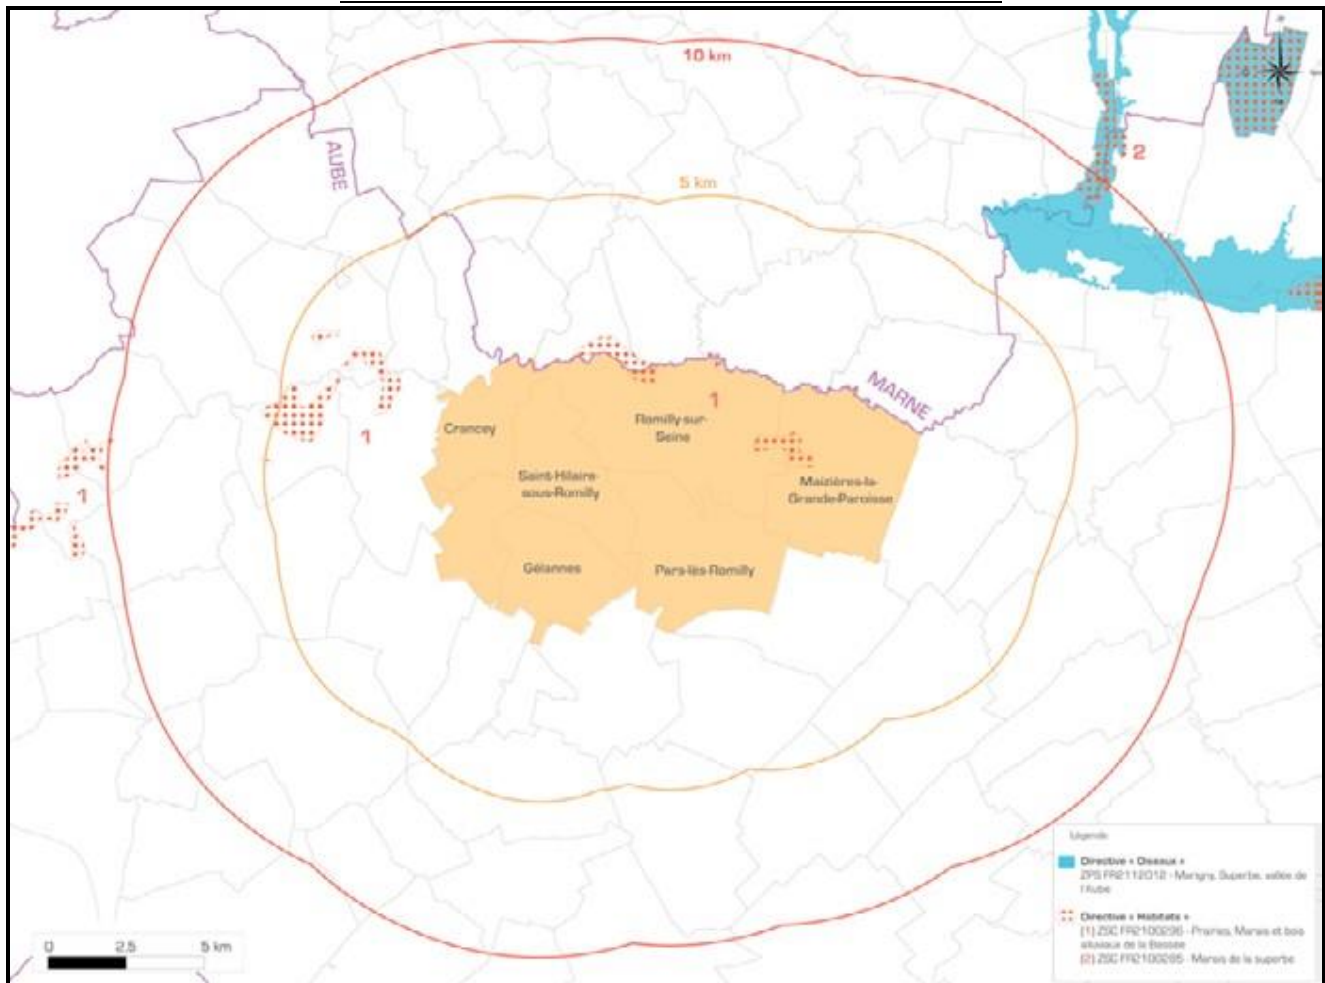 10 km
AUBE
2
5 km
MARNE
1
Romilly-sur-
Seine
Crancey
1
Saint-Hilaire-
sous-Romilly
Maizières-la-
Grande-Paroisse
1
Gélannes
Pars-lès-Romilly
Légende
Directive « Oiseaux »
ZPS FR2112012 - Marigny, Superbe, vallée de
l'Aube
Directive « Habitats »
(1) ZSC FR2100296 - Prairies, Marais et bois
alluviaux de la Bassée
(2) ZSC FR2100285 - Marais de la superbe
0 2,5 5 km